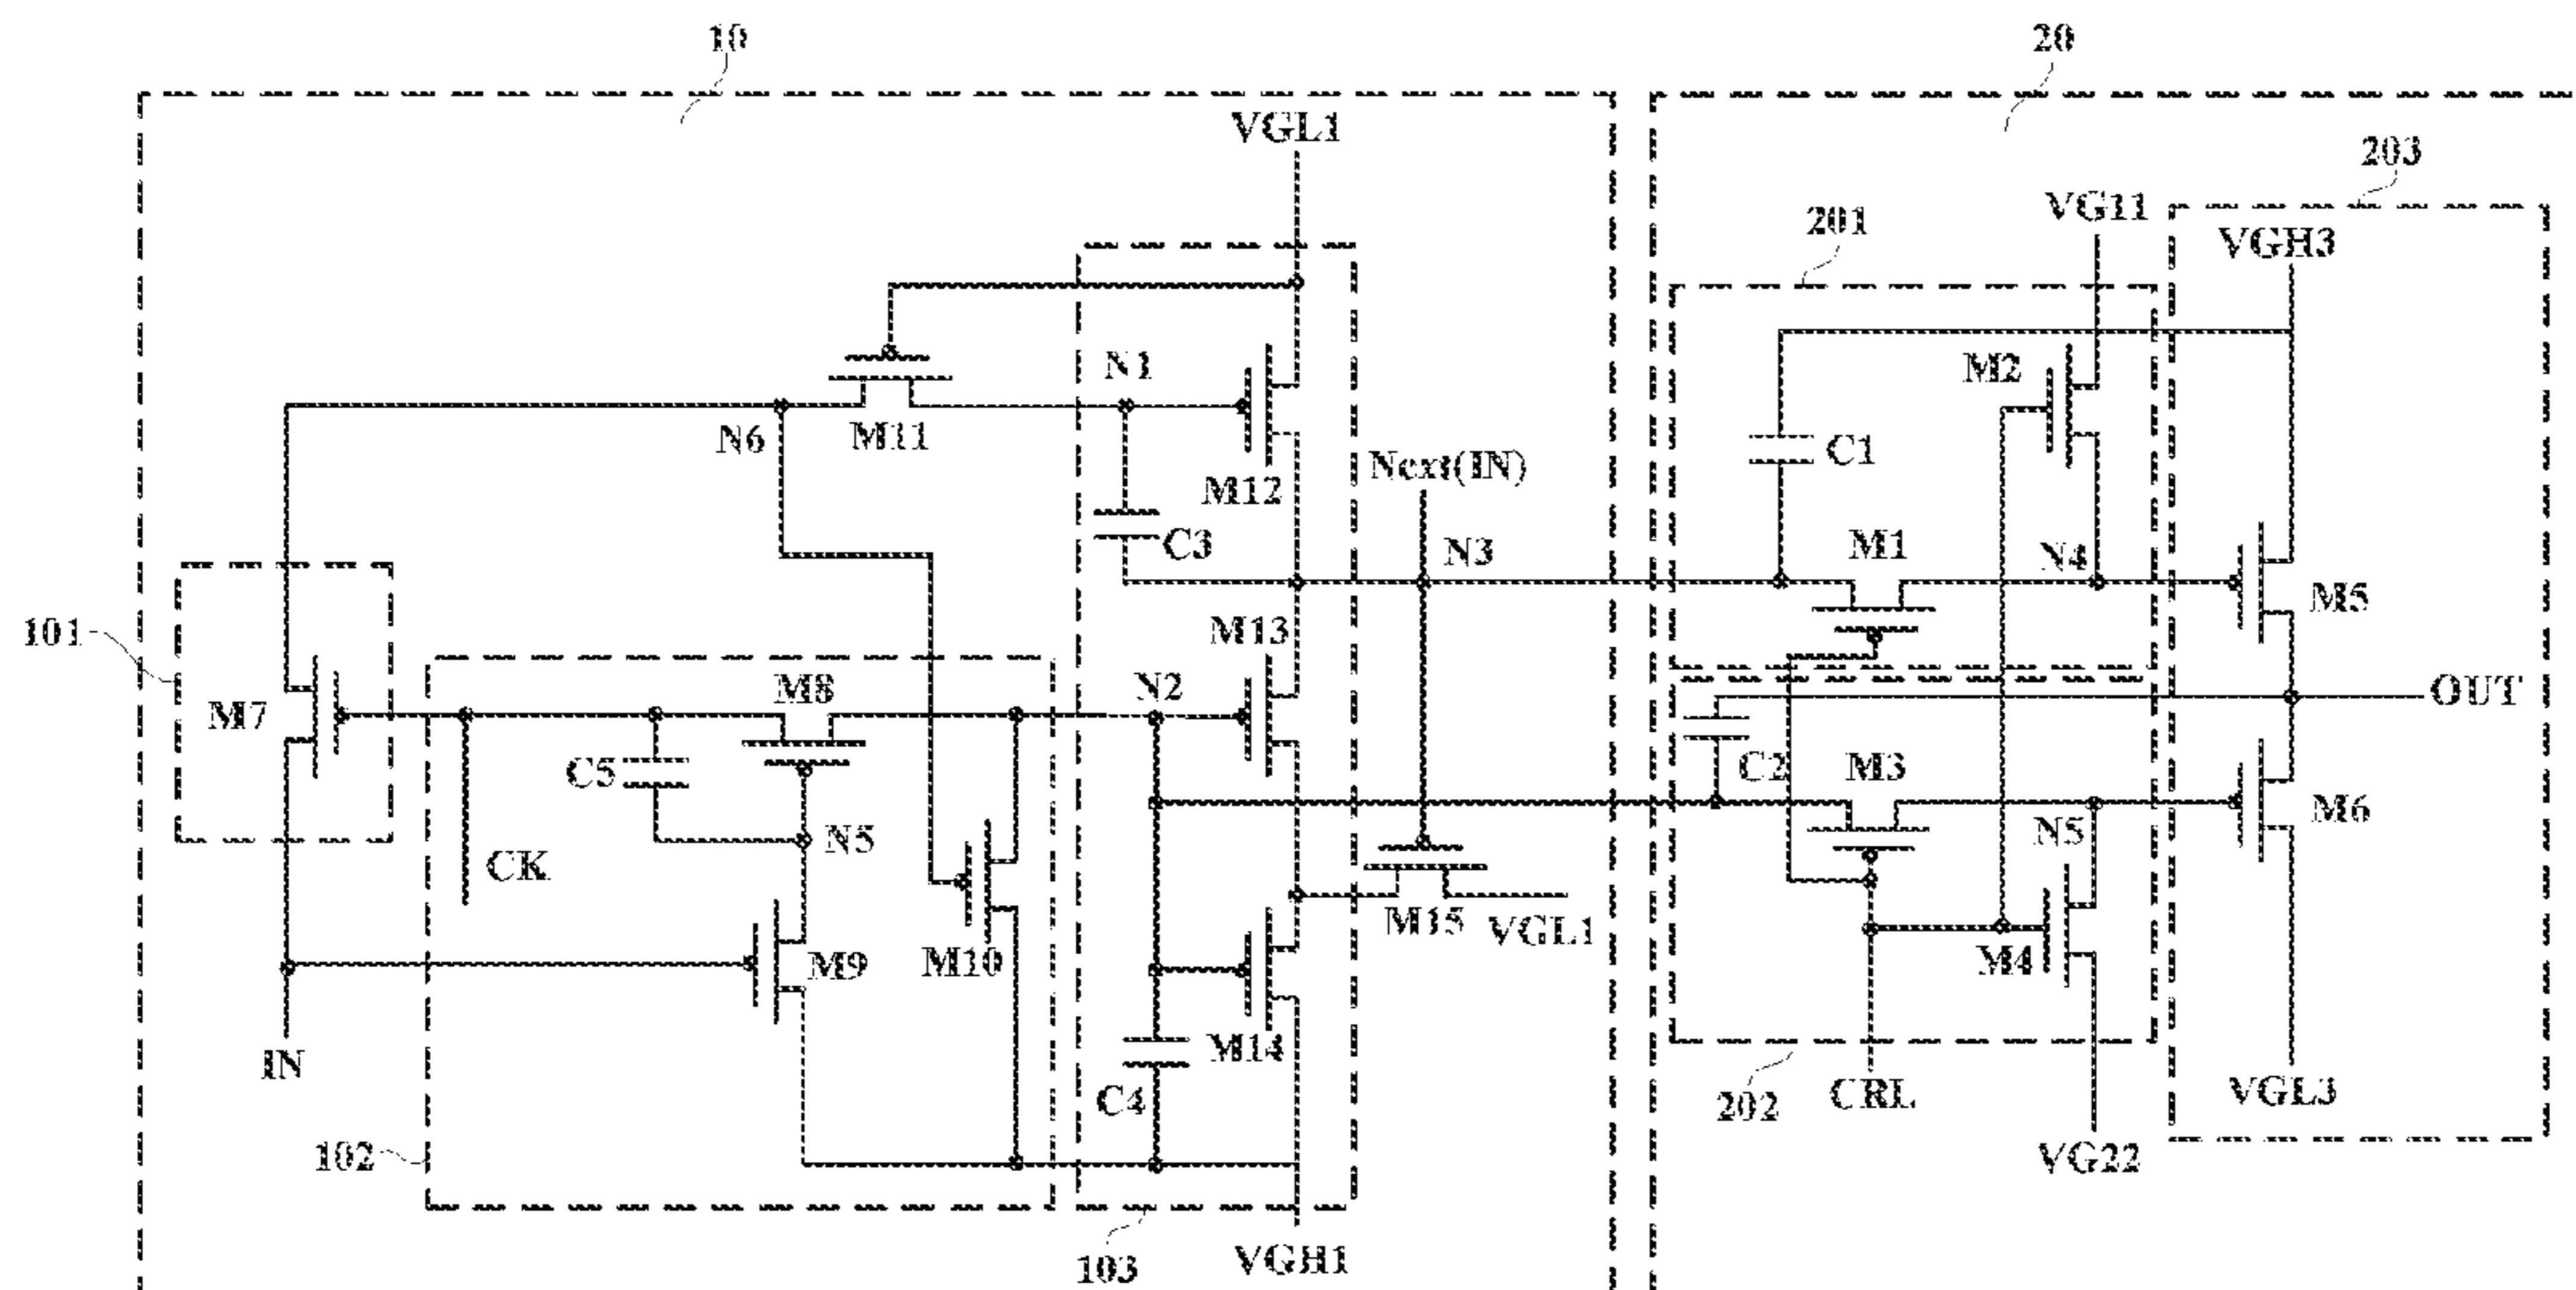 10
20
VGL1
203
201
VG11
VGH3
N1
M2
N6
M11
C1
Next(IN)
M12
C3
N3
M1
N4
M5
101
M13
M7
M8
N2
OUT
C5
C2
M3
M6
N5
N5
CK
M15
VGL1
M9
M10
M4
IN
M14
C4
CRL
VGL3
202
102
VG22
103
VGH1